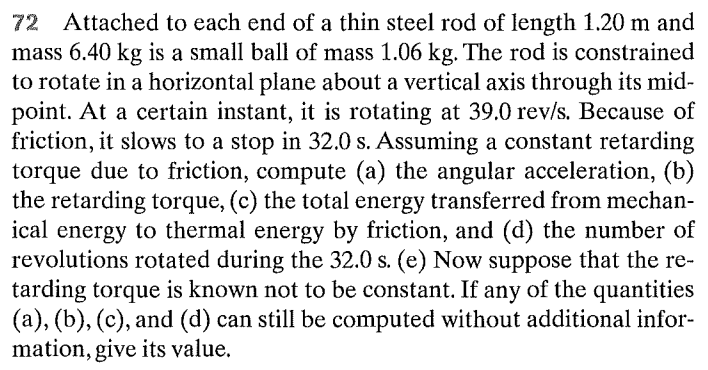 72 Attached to each end of a thin steel rod of length 1.20 m and
mass 6.40 kg is a small ball of mass 1.06 kg. The rod is constrained
to rotate in a horizontal plane about a vertical axis through its mid-
point. At a certain instant, it is rotating at 39.0 rev/s. Because of
friction, it slows to a stop in 32.0 s. Assuming a constant retarding
torque due to friction, compute (a) the angular acceleration, (b)
the retarding torque, (c) the total energy transferred from mechan-
ical energy to thermal energy by friction, and (d) the number of
revolutions rotated during the 32.0 s. (e) Now suppose that the re-
tarding torque is known not to be constant. If any of the quantities
(a), (b), (c), and (d) can still be computed without additional infor-
mation, give its value.